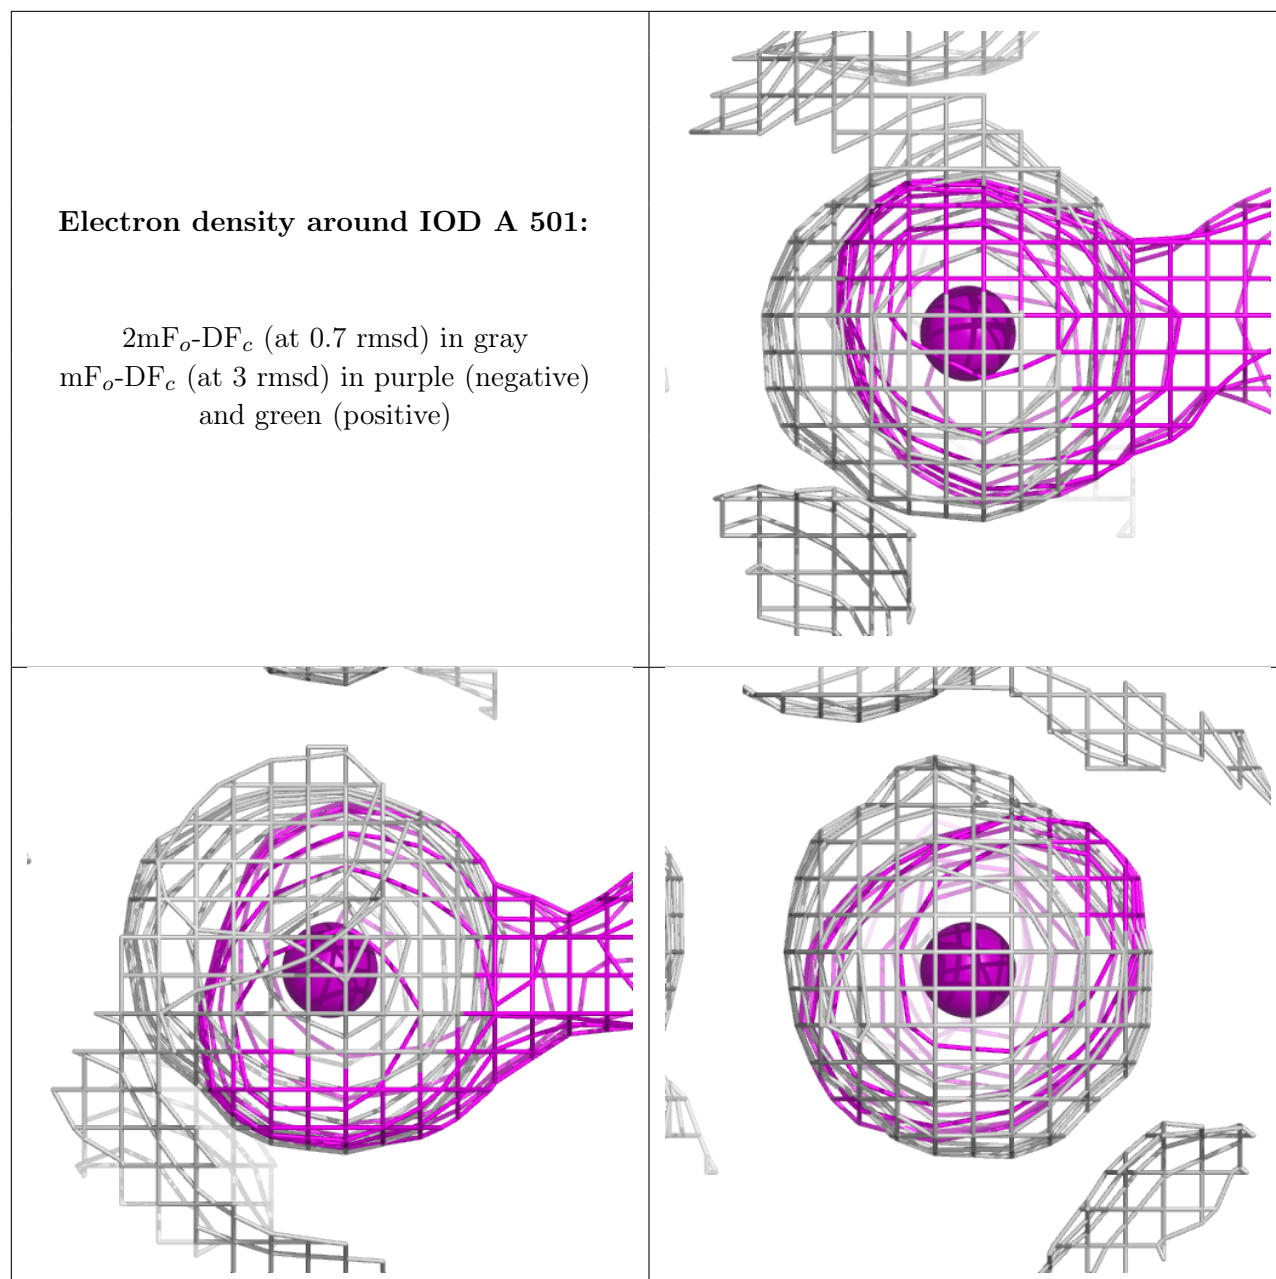 Electron density around IOD A 501:
2mFo-DFc (at 0.7 rmsd) in gray
mFo-DFc (at 3 rmsd) in purple (negative)
and green (positive)